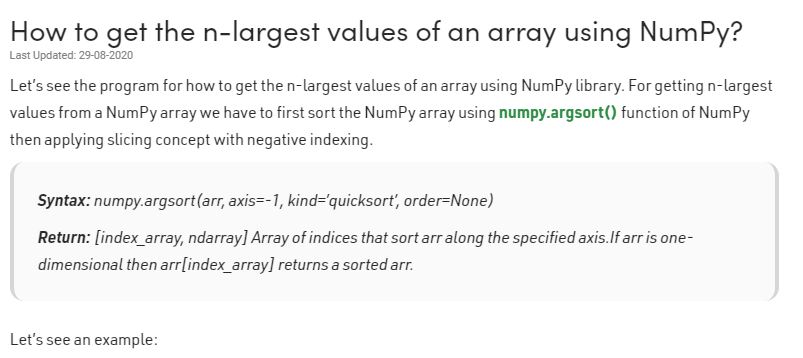 How to get the n-largest values of an array using NumPy?
Last Updated: 29-08-2020
Let's see the program for how to get the n-largest values of an array using NumPy library. For getting n-largest
values from a NumPy array we have to first sort the NumPy array using numpy.argsort() function of NumPy
then applying slicing concept with negative indexing.
Syntax: numpy.argsort(arr, axis=-1, kind='quicksort', order=None)
Return: [index_array, ndarray] Array of indices that sort arr along the specified axis.If arr is one-
dimensional then arr[index_array] returns a sorted arr.
Let's see an example: